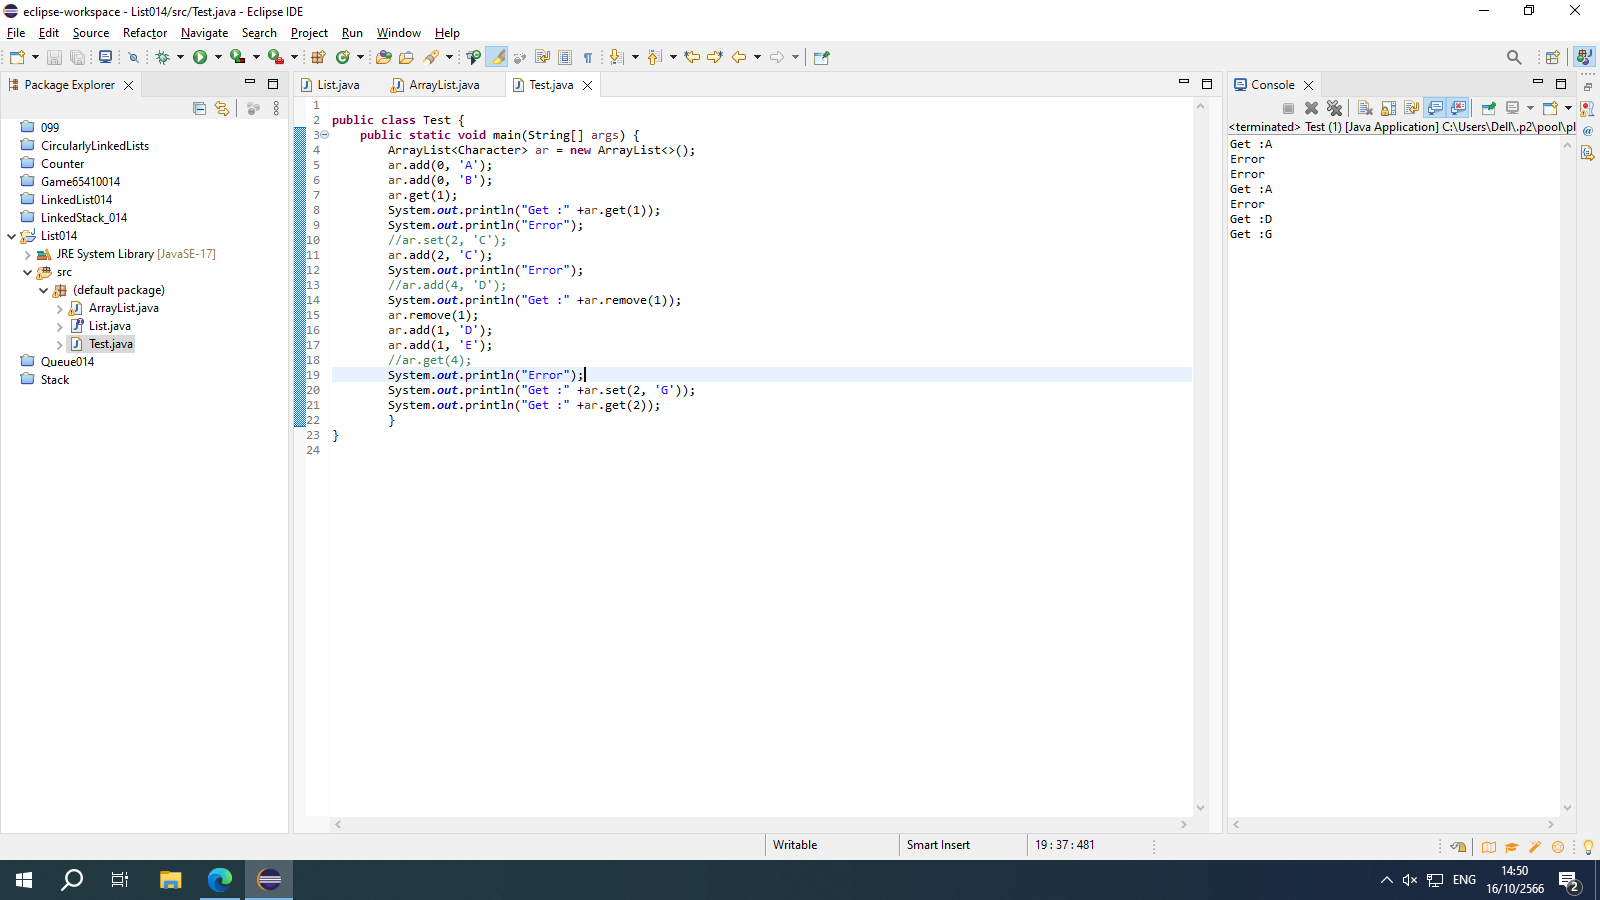 eclipse-workspace - List014/src/Test.java - Eclipse IDE
File Edit Source Refactor Navigate Search Project Run Window Help
Package Explorer
099
CircularlyLinkedLists
Counter
Game65410014
LinkedList014
LinkedStack_014
List014
JRE System Library [JavaSE-17]
src
(default package)
ArrayList.java
List.java
Test.java
Queue014
Stack
List.java ArrayList.java Test.java
1
2 public class Test {
3 public static void main(String[] args) {
4 ArrayList<Character> ar = new ArrayList<>();
5 ar.add(0, 'A');
6 ar.add(0, 'B');
7 ar.get(1);
8 System.out.println("Get :" +ar.get(1));
9 System.out.println("Error");
10 //ar.set(2, 'C');
11 ar.add(2, 'C');
12 System.out.println("Error");
13 //ar.add(4, 'D');
14 System.out.println("Get :" +ar.remove(1));
15 ar.remove(1);
16 ar.add(1, 'D');
17 ar.add(1, 'E');
18 //ar.get(4);
19 System.out.println("Error");
20 System.out.println("Get :" +ar.set(2, 'G'));
21 System.out.println("Get :" +ar.get(2));
22 }
23 }
24
Console
<terminated> Test (1) [Java Application] C:\Users\Dell\.p2\pool\pl
Get :A
Error
Error
Get :A
Error
Get :D
Get :G
Writable Smart Insert 19 : 37 : 481
ENG
14:50
16/10/2566
2